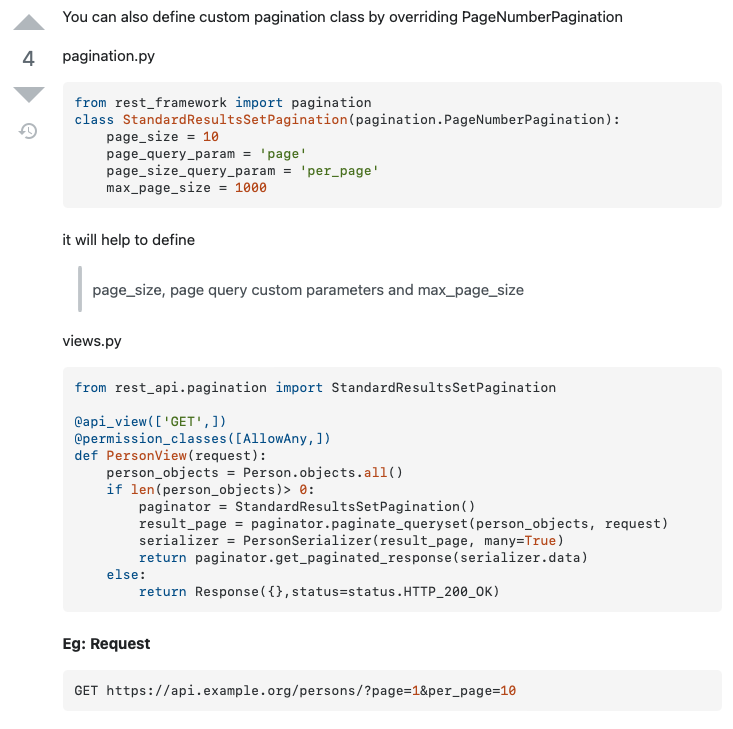 You can also define custom pagination class by overriding PageNumberPagination
4
pagination.py
from rest_framework import pagination
class StandardResultsSetPagination(pagination.PageNumberPagination):
    page_size = 10
    page_query_param = 'page'
    page_size_query_param = 'per_page'
    max_page_size = 1000
it will help to define
page_size, page query custom parameters and max_page_size
views.py
from rest_api.pagination import StandardResultsSetPagination
@api_view(['GET',])
@permission_classes([AllowAny,])
def PersonView(request):
    person_objects = Person.objects.all()
    if len(person_objects)> 0:
        paginator = StandardResultsSetPagination()
        result_page = paginator.paginate_queryset(person_objects, request)
        serializer = PersonSerializer(result_page, many=True)
        return paginator.get_paginated_response(serializer.data)
    else:
        return Response({},status=status.HTTP_200_OK)
Eg: Request
GET https://api.example.org/persons/?page=1&per_page=10